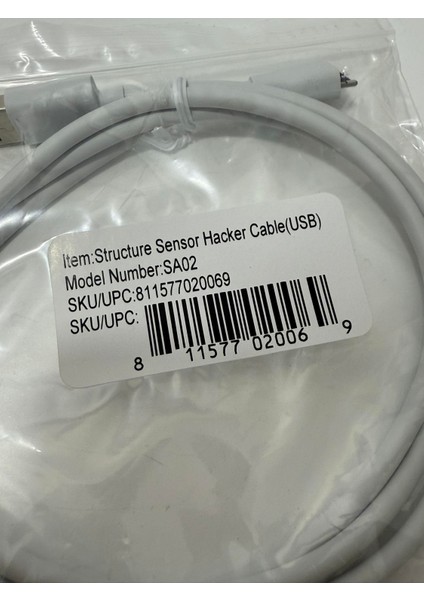 Item:Structure Sensor Hacker Cable(USB)
Model Number:SA02
SKU/UPC:811577020069
SKU/UPC:
8 11577 02006 9